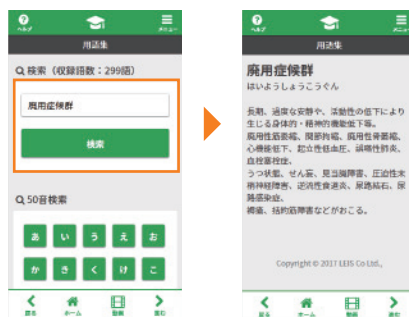 ヘルプ
メニュー
用語集
検索(収録語数:299語)
廃用症候群
検索
50音検索
あ い う え お
か き く け こ
戻る ホーム 動画 進む
ヘルプ
メニュー
用語集
廃用症候群
はいようしょうこうぐん
長期、過度な安静や、活動性の低下により
生じる身体的・精神的機能低下等。
廃用性筋萎縮、関節拘縮、廃用性骨萎縮、
心機能低下、起立性低血圧、誤嚥性肺炎、
血栓塞栓症、
うつ状態、せん妄、見当識障害、圧迫性末
梢神経障害、逆流性食道炎、尿路結石、尿
路感染症、
褥瘡、括約筋障害などがおこる。
Copyright © 2017 LEIS Co Ltd.,
戻る ホーム 動画 進む